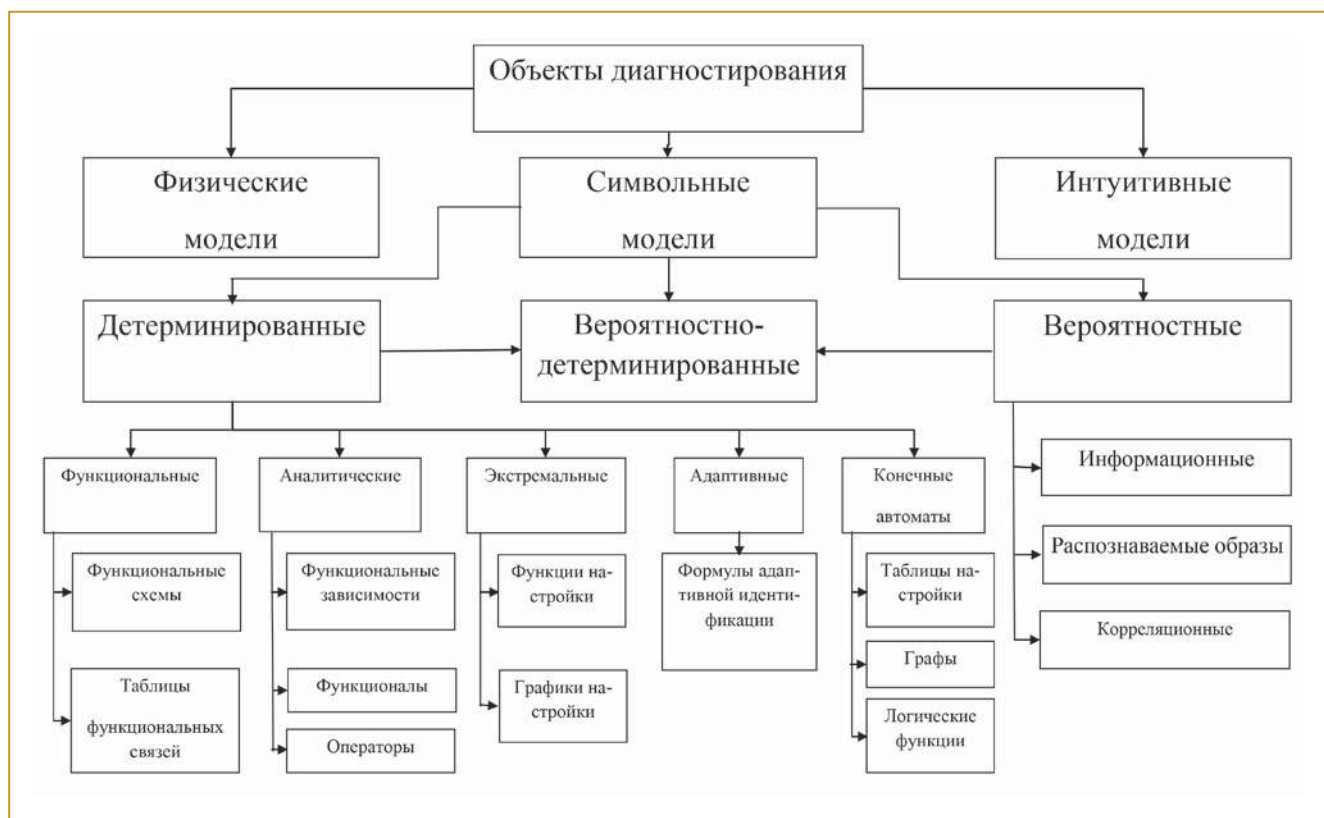 Объекты диагностирования
Физические
модели
Символьные
модели
Интуитивные
модели
Детерминированные
Вероятностно-
детерминированные
Вероятностные
Функциональные
Аналитические
Экстремальные
Адаптивные
Конечные
автоматы
Функциональные
схемы
Таблицы
функциональных
связей
Функциональные
зависимости
Функционалы
Операторы
Функции на-
стройки
Графики на-
стройки
Формулы адап-
тивной иденти-
фикации
Таблицы на-
стройки
Графы
Логические
функции
Информационные
Распознаваемые образы
Корреляционные